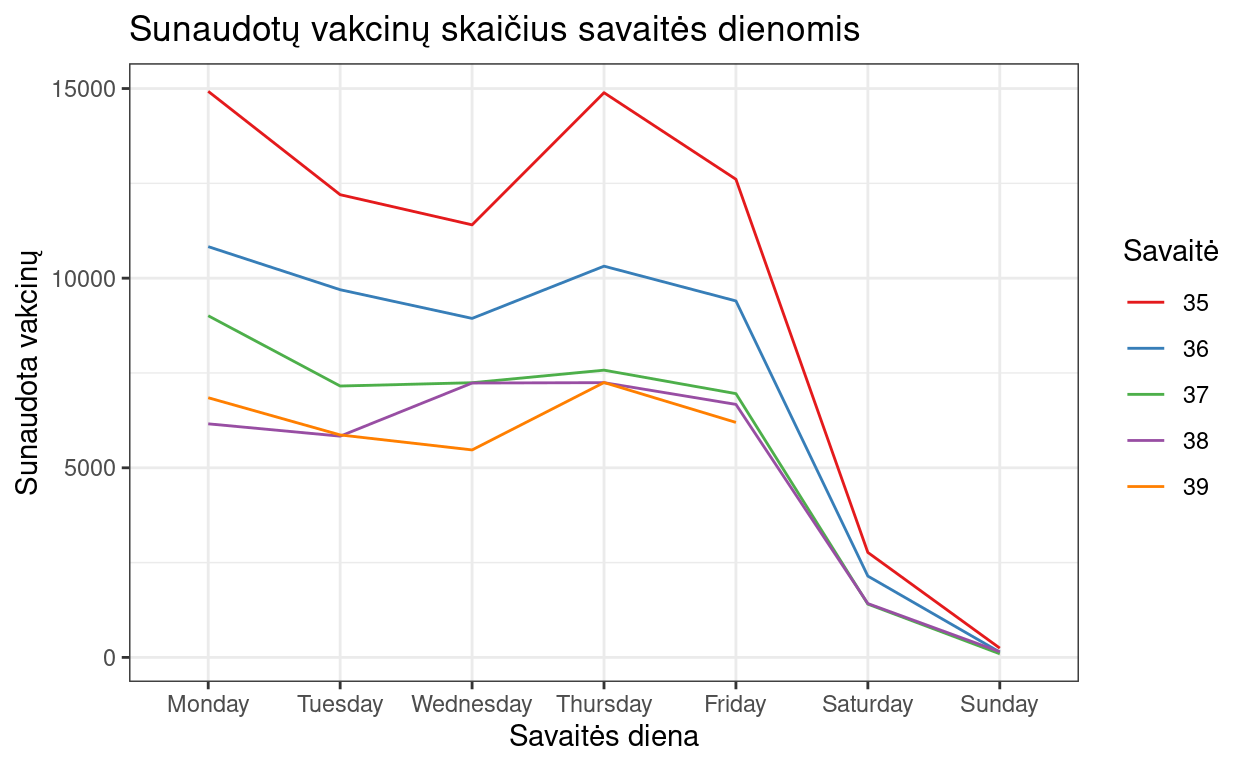 Sunaudotų vakcinų skaičius savaitės dienomis
Sunaudota vakcinų
15000
10000
5000
0
Monday Tuesday Wednesday Thursday Friday Saturday Sunday
Savaitės diena
Savaitė
35
36
37
38
39